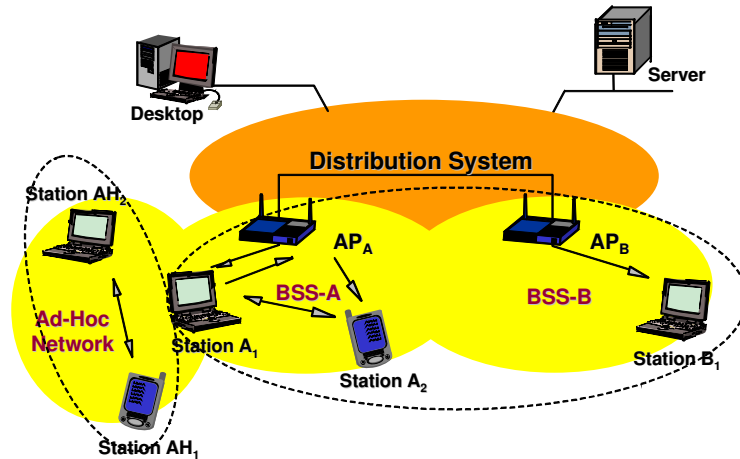 Server
Desktop
Distribution System
Station AH2
APA
APB
BSS-A
BSS-B
Ad-Hoc
Network
Station A1
Station A2
Station B1
Station AH1